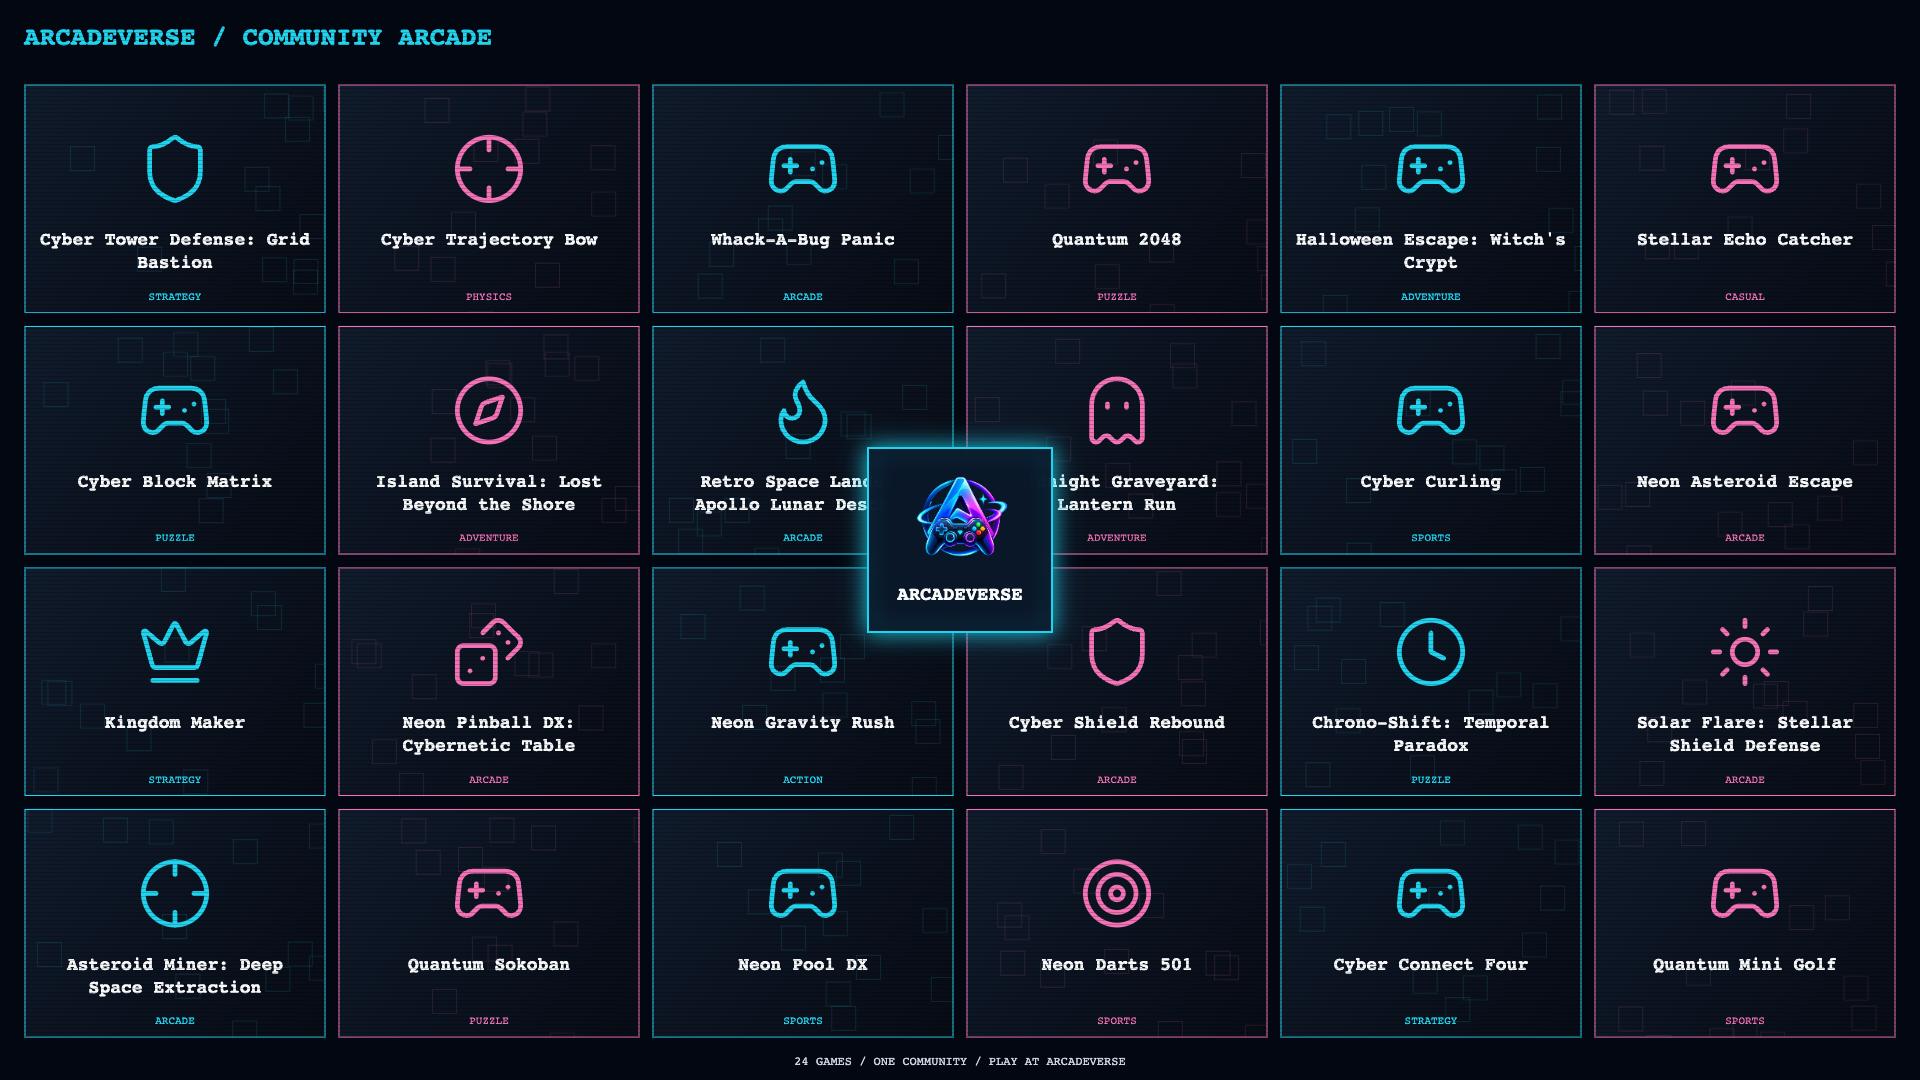 ARCADEVERSE / COMMUNITY ARCADE
Cyber Tower Defense: Grid
Bastion
STRATEGY
Cyber Trajectory Bow
PHYSICS
Whack-A-Bug Panic
ARCADE
Quantum 2048
PUZZLE
Halloween Escape: Witch's
Crypt
ADVENTURE
Stellar Echo Catcher
CASUAL
Cyber Block Matrix
PUZZLE
Island Survival: Lost
Beyond the Shore
ADVENTURE
Retro Space
Apollo Lunar
ARCADE
Graveyard:
Lantern Run
ADVENTURE
Cyber Curling
SPORTS
Neon Asteroid Escape
ARCADE
ARCADEVERSE
Kingdom Maker
STRATEGY
Neon Pinball DX:
Cybernetic Table
ARCADE
Neon Gravity Rush
ACTION
Cyber Shield Rebound
ARCADE
Chrono-Shift: Temporal
Paradox
PUZZLE
Solar Flare: Stellar
Shield Defense
ARCADE
Asteroid Miner: Deep
Space Extraction
ARCADE
Quantum Sokoban
PUZZLE
Neon Pool DX
SPORTS
Neon Darts 501
SPORTS
Cyber Connect Four
STRATEGY
Quantum Mini Golf
SPORTS
24 GAMES / ONE COMMUNITY / PLAY AT ARCADEVERSE